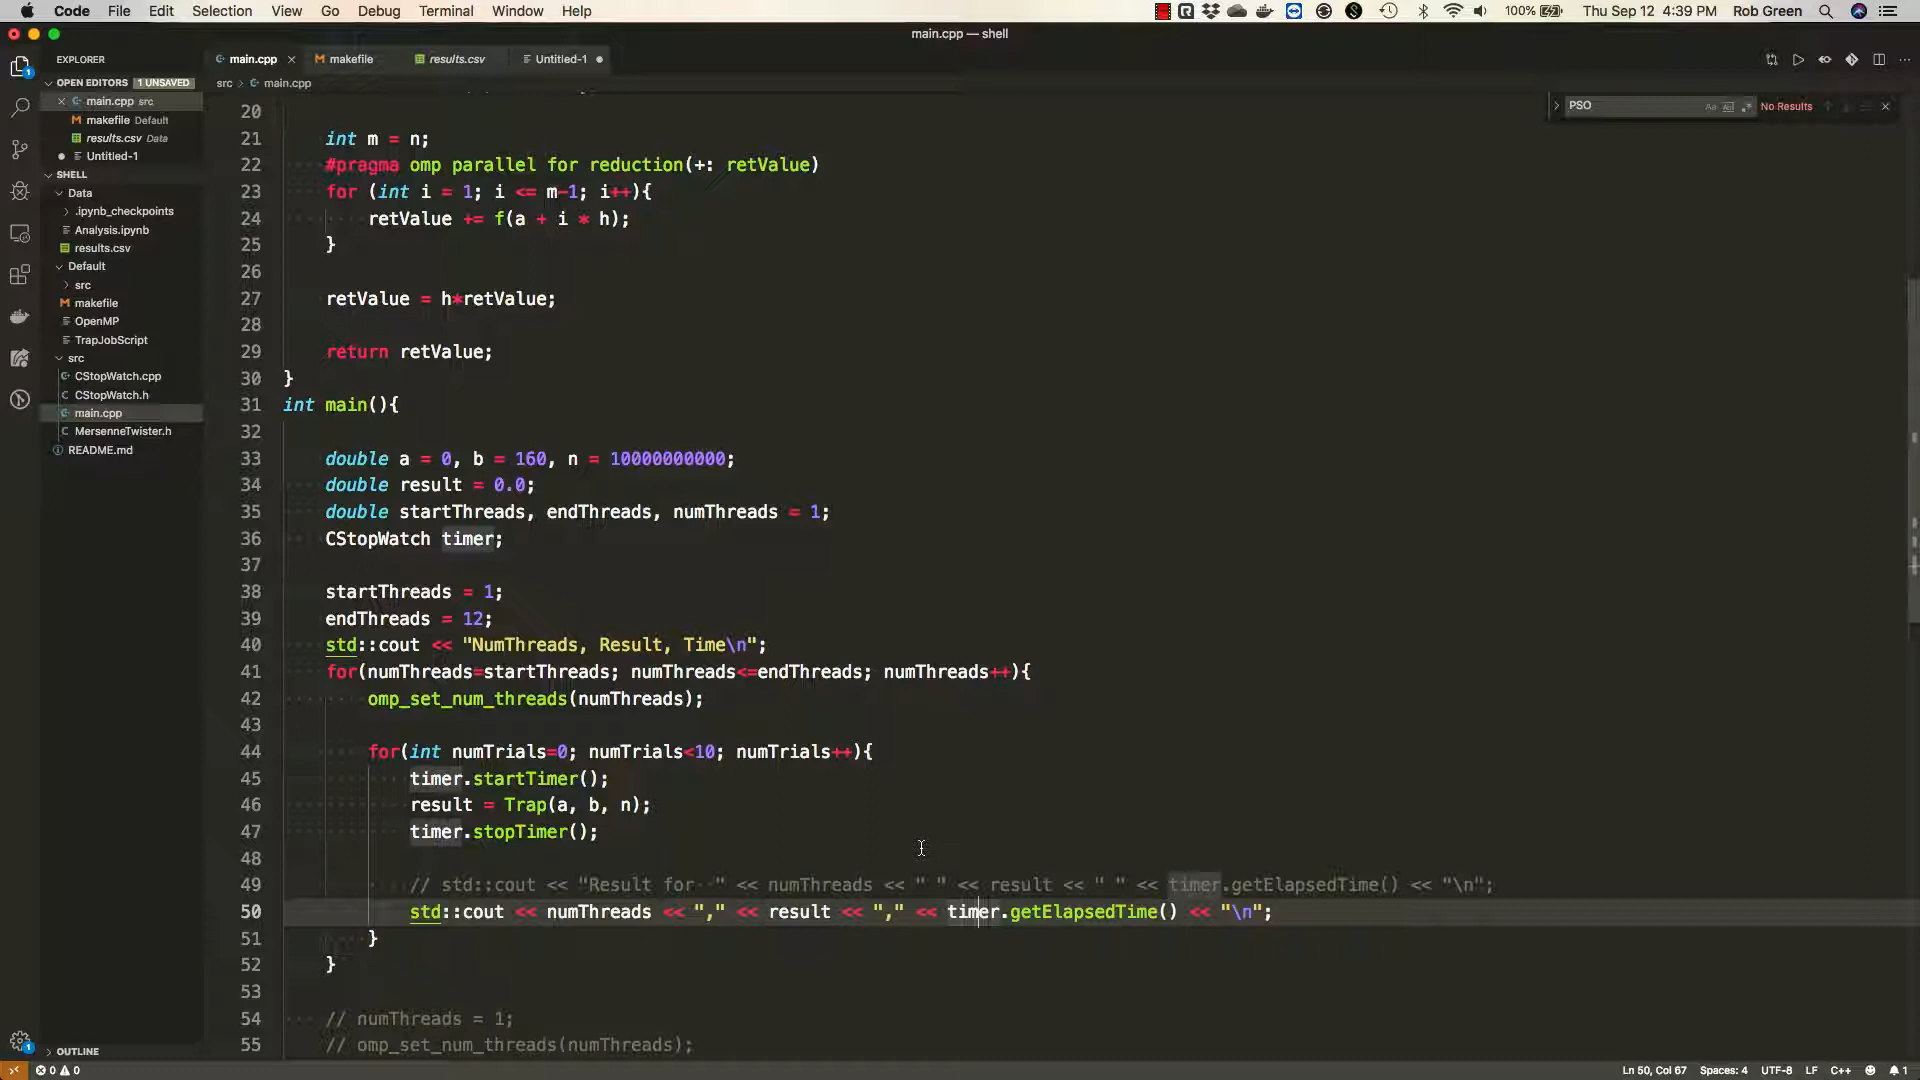 Code File Edit Selection View Go Debug Terminal Window Help 100% Thu Sep 12 4:39 PM Rob Green
main.cpp — shell
EXPLORER main.cpp makefile results.csv Untitled-1
OPEN EDITORS 1 UNSAVED
src > main.cpp
main.cpp src
makefile Default
results.csv Data
Untitled-1
SHELL
Data
.ipynb_checkpoints
Analysis.ipynb
results.csv
Default
src
makefile
OpenMP
TrapJobScript
src
CStopWatch.cpp
CStopWatch.h
main.cpp
MersenneTwister.h
README.md
OUTLINE
PSO No Results
20
21 int m = n;
22 #pragma omp parallel for reduction(+: retValue)
23 for (int i = 1; i <= m-1; i++){
24 retValue += f(a + i * h);
25 }
26
27 retValue = h*retValue;
28
29 return retValue;
30 }
31 int main(){
32
33 double a = 0, b = 160, n = 10000000000;
34 double result = 0.0;
35 double startThreads, endThreads, numThreads = 1;
36 CStopWatch timer;
37
38 startThreads = 1;
39 endThreads = 12;
40 std::cout << "NumThreads, Result, Time\n";
41 for(numThreads=startThreads; numThreads<=endThreads; numThreads++){
42 omp_set_num_threads(numThreads);
43
44 for(int numTrials=0; numTrials<10; numTrials++){
45 timer.startTimer();
46 result = Trap(a, b, n);
47 timer.stopTimer();
48
49 // std::cout << "Result for " << numThreads << " " << result << " " << timer.getElapsedTime() << "\n";
50 std::cout << numThreads << "," << result << "," << timer.getElapsedTime() << "\n";
51 }
52 }
53
54 // numThreads = 1;
55 // omp_set_num_threads(numThreads);
0 0 Ln 50, Col 67 Spaces: 4 UTF-8 LF C++ 1